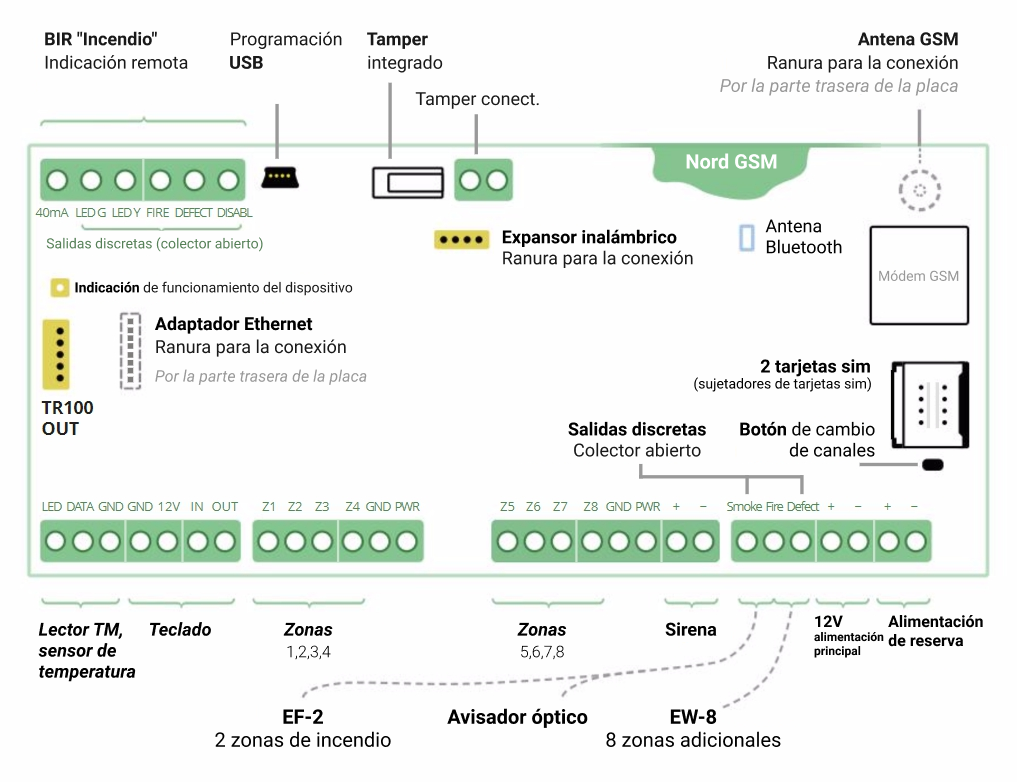 BIR "Incendio"
Indicación remota
Programación
USB
Tamper
integrado
Tamper conect.
Antena GSM
Ranura para la conexión
Por la parte trasera de la placa
Nord GSM
40mA LED G LED Y FIRE DEFECT DISABL
Salidas discretas (colector abierto)
Expansor inalámbrico
Ranura para la conexión
Antena
Bluetooth
Módem GSM
Indicación de funcionamiento del dispositivo
Adaptador Ethernet
Ranura para la conexión
Por la parte trasera de la placa
TR100
OUT
2 tarjetas sim
(sujetadores de tarjetas sim)
Salidas discretas
Colector abierto
Botón de cambio
de canales
LED DATA GND GND 12V IN OUT
Z1 Z2 Z3 Z4 GND PWR
Z5 Z6 Z7 Z8 GND PWR + −
Smoke Fire Defect + − + −
Lector TM,
sensor de
temperatura
Teclado
Zonas
1,2,3,4
Zonas
5,6,7,8
Sirena
12V
alimentación
principal
Alimentación
de reserva
EF-2
2 zonas de incendio
Avisador óptico
EW-8
8 zonas adicionales